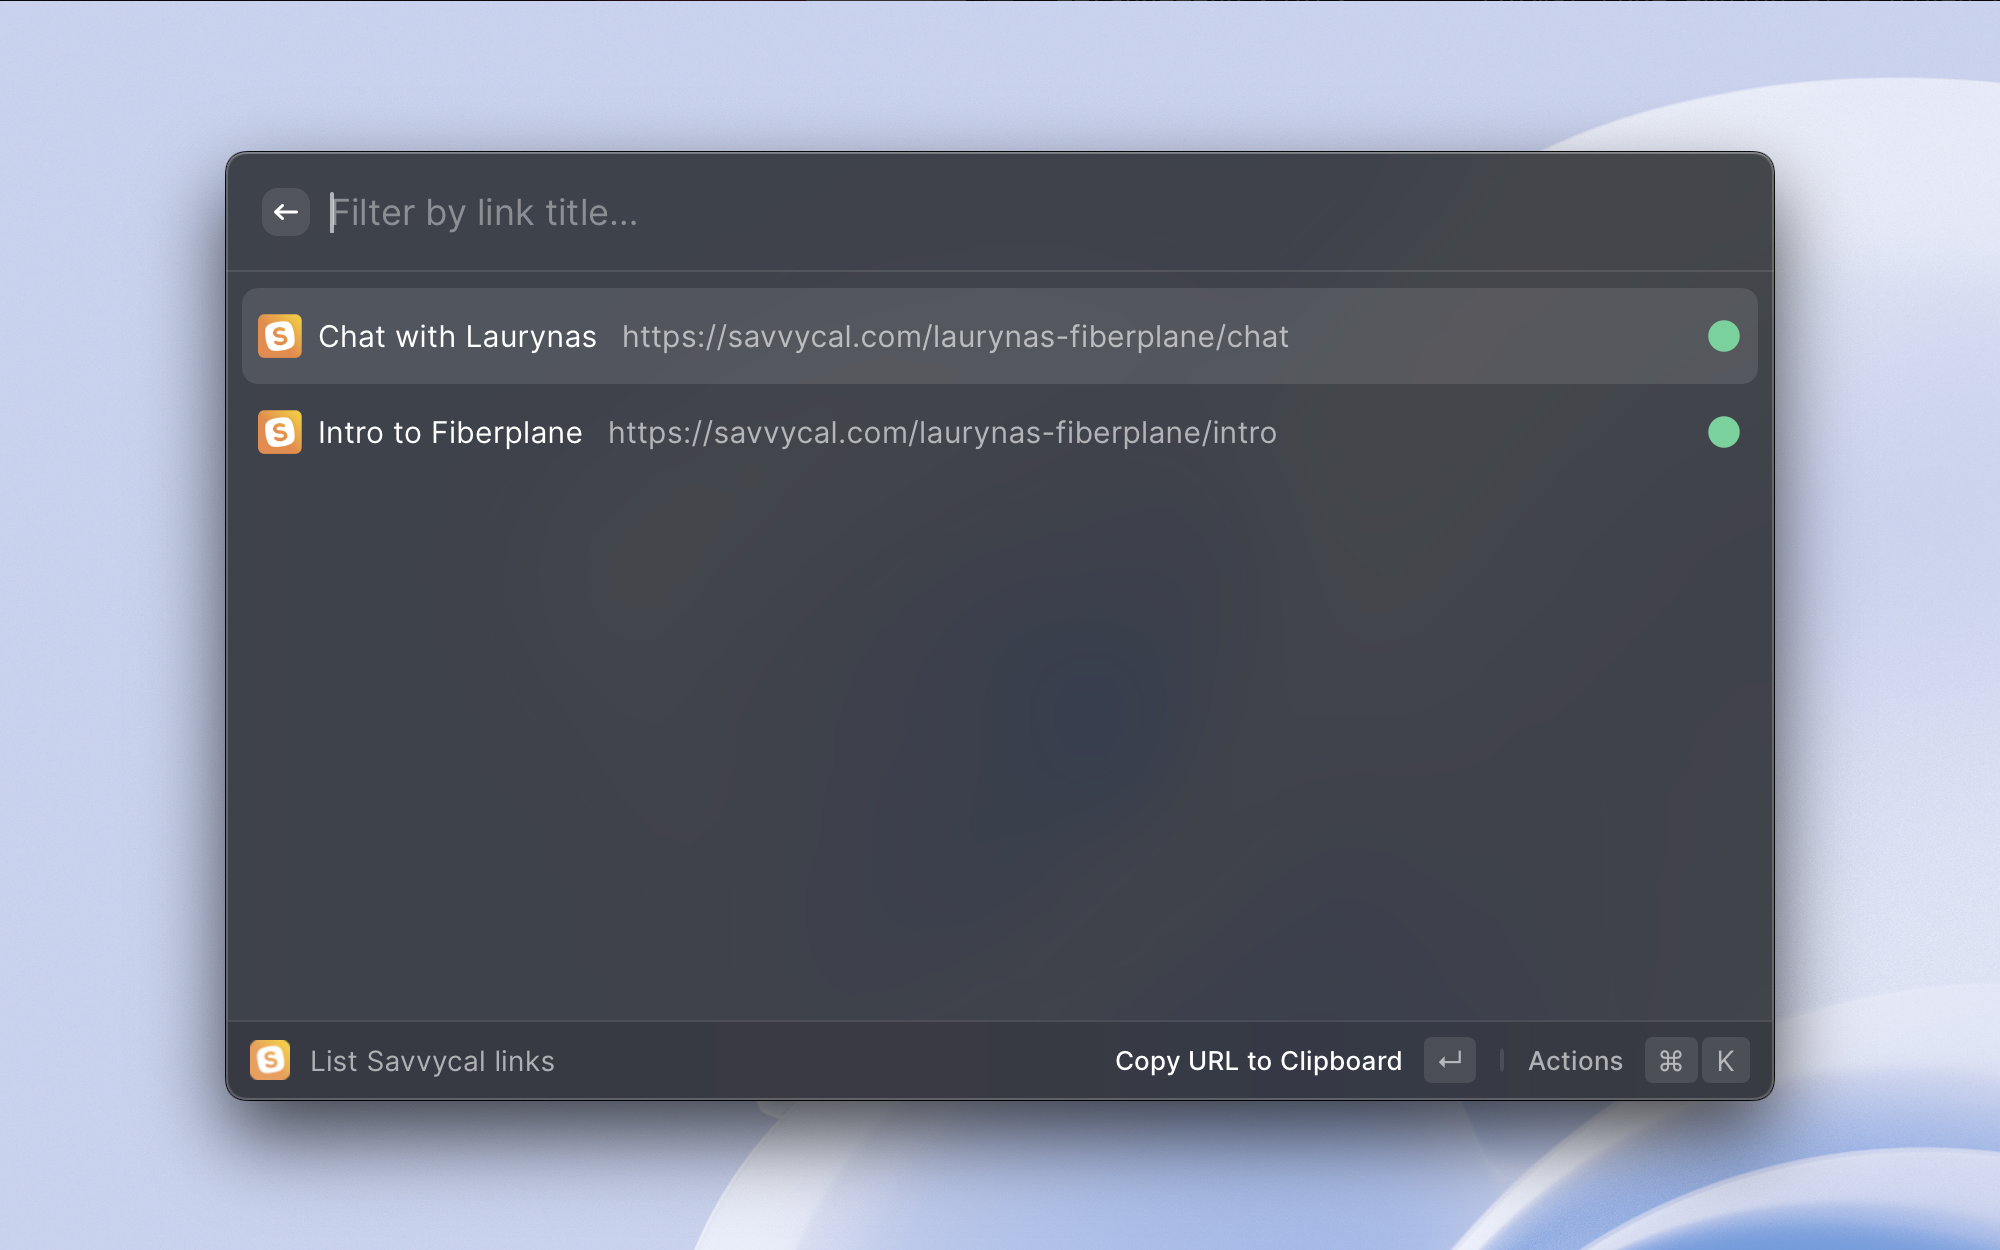 Filter by link title...
Chat with Laurynas https://savvycal.com/laurynas-fiberplane/chat
Intro to Fiberplane https://savvycal.com/laurynas-fiberplane/intro
List Savvycal links Copy URL to Clipboard ↵ Actions ⌘ K